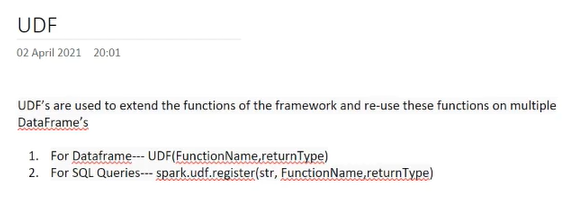 UDF
02 April 2021 20:01
UDF's are used to extend the functions of the framework and re-use these functions on multiple
DataFrame's
1. For Dataframe--- UDF(FunctionName,returnType)
2. For SQL Queries--- spark.udf.register(str, FunctionName,returnType)